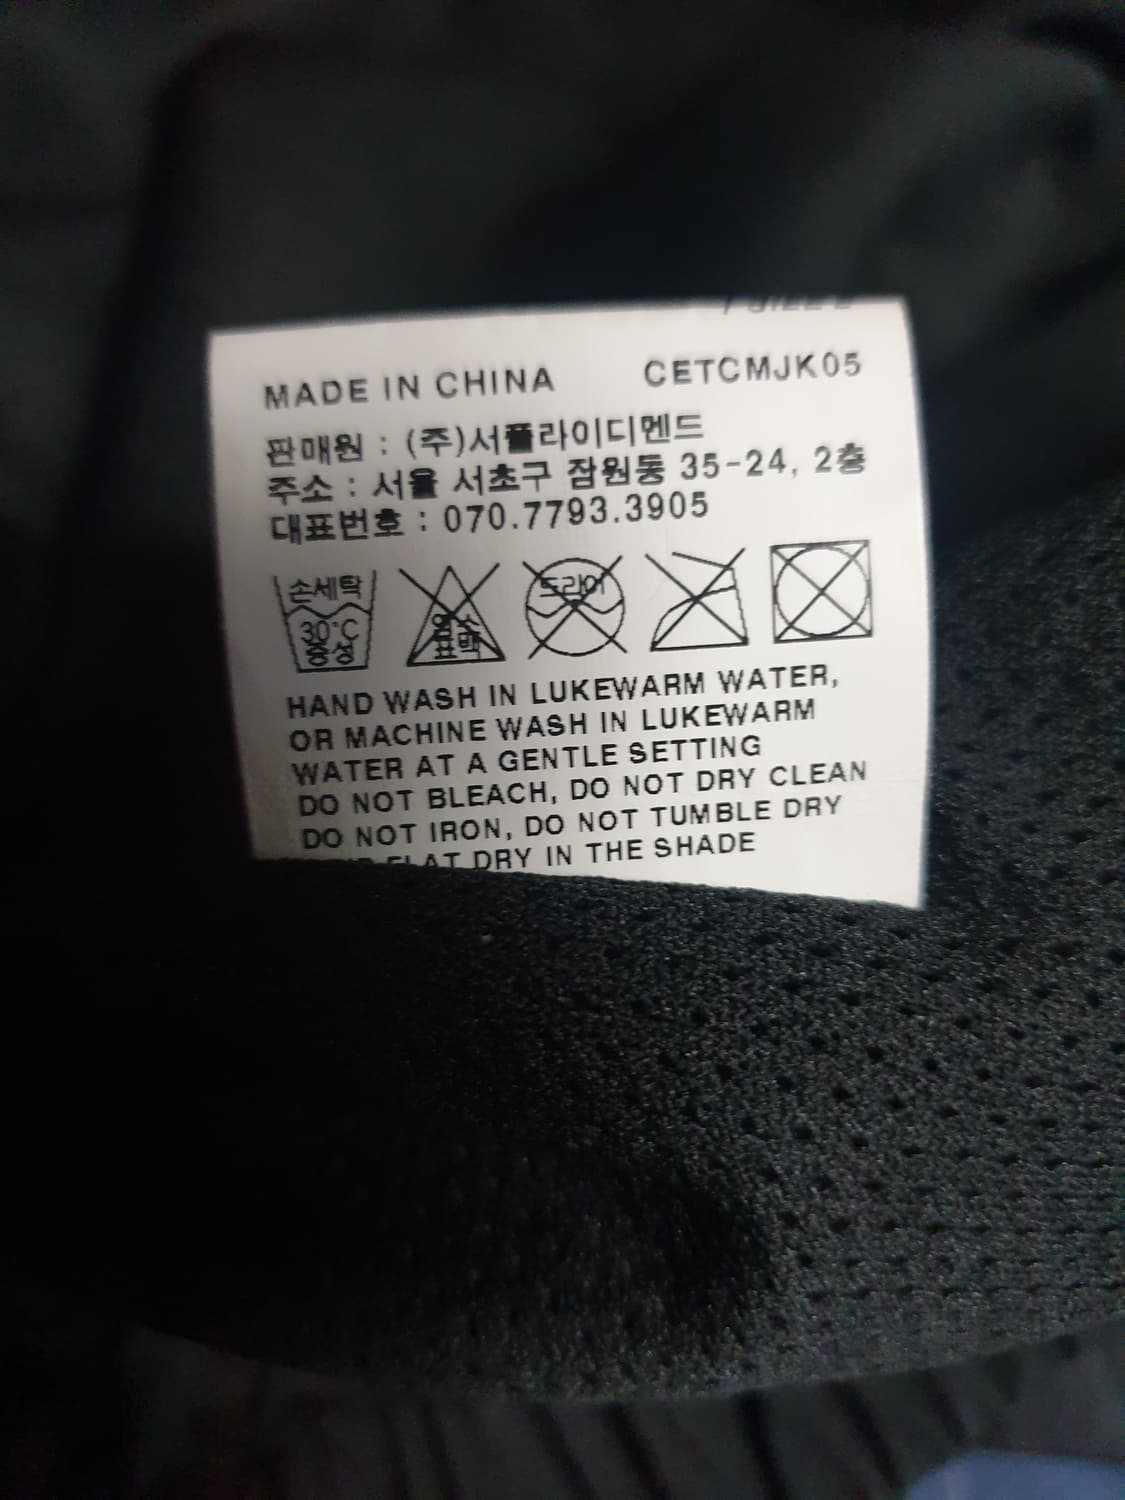 MADE IN CHINA CETCMJK05
판매원 : (주)서플라이디멘드
주소 : 서울 서초구 잠원동 35-24, 2층
대표번호 : 070.7793.3905
손세탁
30°C
중성
염소
표백
드라이
HAND WASH IN LUKEWARM WATER,
OR MACHINE WASH IN LUKEWARM
WATER AT A GENTLE SETTING
DO NOT BLEACH, DO NOT DRY CLEAN
DO NOT IRON, DO NOT TUMBLE DRY
FLAT DRY IN THE SHADE